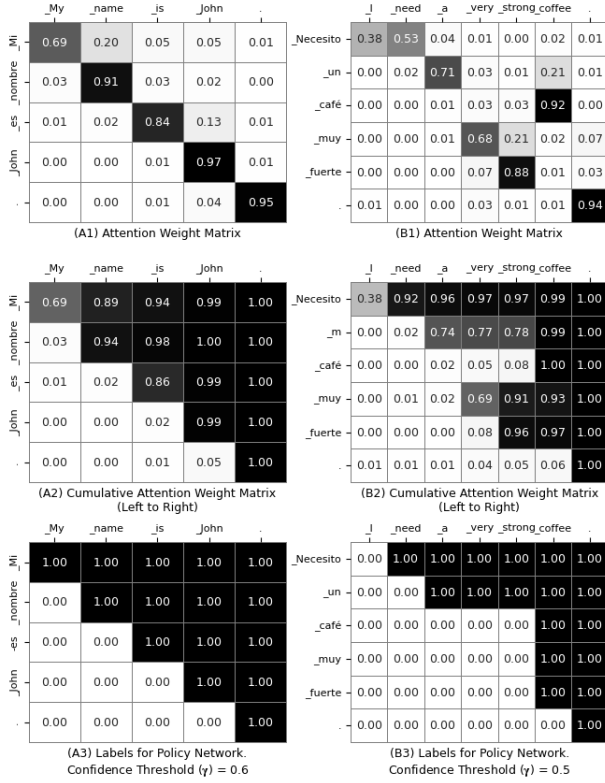 _My _name _is _John .
_Mi 0.69 0.20 0.05 0.05 0.01
_nombre 0.03 0.91 0.03 0.02 0.00
_es 0.01 0.02 0.84 0.13 0.01
_John 0.00 0.00 0.01 0.97 0.01
. 0.00 0.00 0.01 0.04 0.95
(A1) Attention Weight Matrix
_I _need _a _very _strong _coffee .
_Necesito 0.38 0.53 0.04 0.01 0.00 0.02 0.01
_un 0.00 0.02 0.71 0.03 0.01 0.21 0.01
_café 0.00 0.00 0.01 0.03 0.03 0.92 0.00
_muy 0.00 0.00 0.01 0.68 0.21 0.02 0.07
_fuerte 0.00 0.00 0.00 0.07 0.88 0.01 0.03
. 0.01 0.00 0.00 0.03 0.01 0.01 0.94
(B1) Attention Weight Matrix
_My _name _is _John .
_Mi 0.69 0.89 0.94 0.99 1.00
_nombre 0.03 0.94 0.98 1.00 1.00
_es 0.01 0.02 0.86 0.99 1.00
_John 0.00 0.00 0.02 0.99 1.00
. 0.00 0.00 0.01 0.05 1.00
(A2) Cumulative Attention Weight Matrix
(Left to Right)
_I _need _a _very _strong _coffee .
_Necesito 0.38 0.92 0.96 0.97 0.97 0.99 1.00
_m 0.00 0.02 0.74 0.77 0.78 0.99 1.00
_café 0.00 0.00 0.02 0.05 0.08 1.00 1.00
_muy 0.00 0.01 0.02 0.69 0.91 0.93 1.00
_fuerte 0.00 0.00 0.00 0.08 0.96 0.97 1.00
. 0.01 0.01 0.01 0.04 0.05 0.06 1.00
(B2) Cumulative Attention Weight Matrix
(Left to Right)
_My _name _is _John .
_Mi 1.00 1.00 1.00 1.00 1.00
_nombre 0.00 1.00 1.00 1.00 1.00
-es 0.00 0.00 1.00 1.00 1.00
_John 0.00 0.00 0.00 1.00 1.00
. 0.00 0.00 0.00 0.00 1.00
(A3) Labels for Policy Network.
Confidence Threshold (γ) = 0.6
_I _need _a _very _strong _coffee .
_Necesito 0.00 1.00 1.00 1.00 1.00 1.00 1.00
_un 0.00 0.00 1.00 1.00 1.00 1.00 1.00
_café 0.00 0.00 0.00 0.00 0.00 1.00 1.00
_muy 0.00 0.00 0.00 0.00 0.00 1.00 1.00
_fuerte 0.00 0.00 0.00 0.00 0.00 1.00 1.00
. 0.00 0.00 0.00 0.00 0.00 0.00 1.00
(B3) Labels for Policy Network.
Confidence Threshold (γ) = 0.5